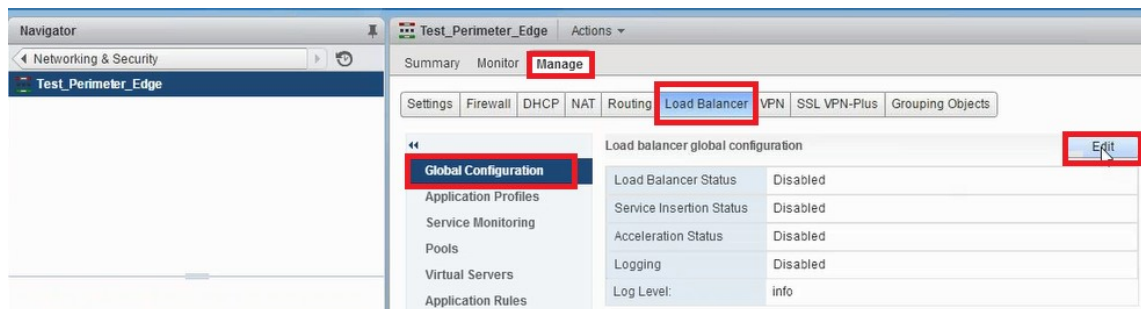 Navigator
Test_Perimeter_Edge Actions
Networking & Security
Summary Monitor Manage
Test_Perimeter_Edge
Settings Firewall DHCP NAT Routing Load Balancer VPN SSL VPN-Plus Grouping Objects
Load balancer global configuration Edit
Global Configuration
Application Profiles
Service Monitoring
Pools
Virtual Servers
Application Rules
Load Balancer Status Disabled
Service Insertion Status Disabled
Acceleration Status Disabled
Logging Disabled
Log Level: info